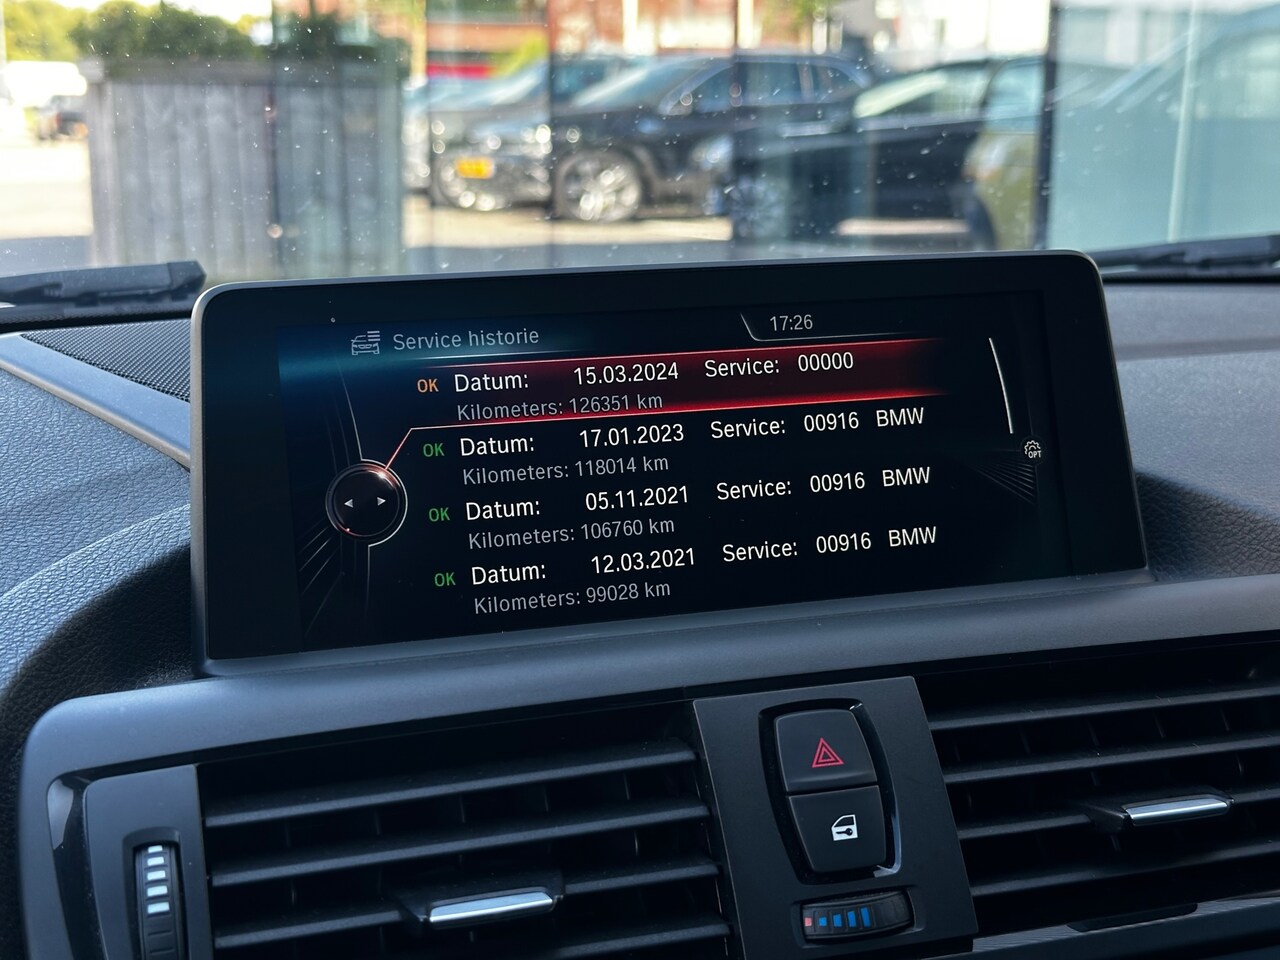 Service historie
17:26
OK Datum: 15.03.2024 Service: 00000
Kilometers: 126351 km
OK Datum: 17.01.2023 Service: 00916 BMW
Kilometers: 118014 km
OK Datum: 05.11.2021 Service: 00916 BMW
Kilometers: 106760 km
OK Datum: 12.03.2021 Service: 00916 BMW
Kilometers: 99028 km
OPT